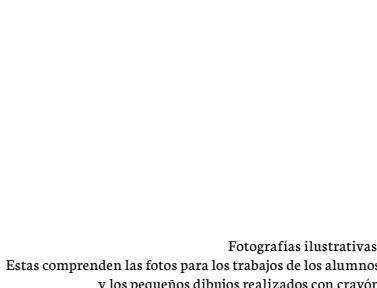 Fotografías ilustrativas
Estas comprenden las fotos para los trabajos de los alumnos
y los pequeños dibujos realizados con crayón